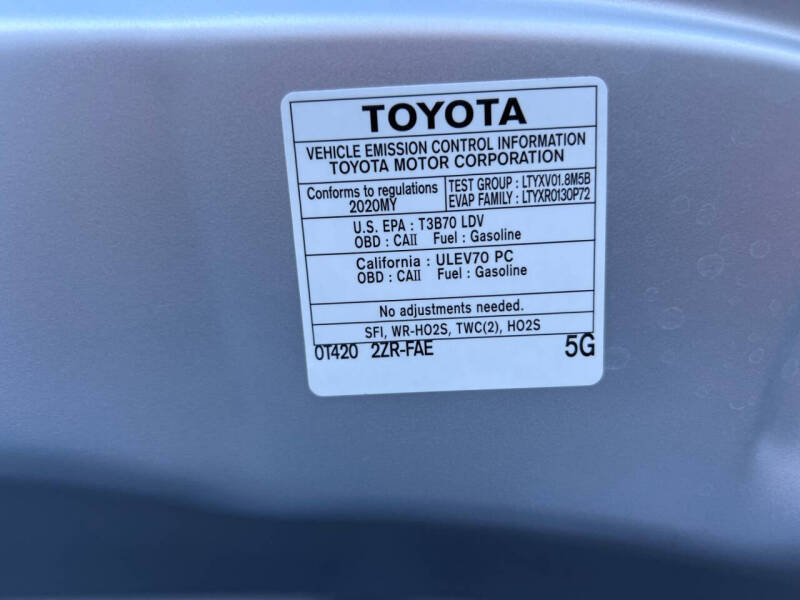 TOYOTA
VEHICLE EMISSION CONTROL INFORMATION
TOYOTA MOTOR CORPORATION
Conforms to regulations
2020MY
TEST GROUP : LTYXV01.8M5B
EVAP FAMILY : LTYXR0130P72
U.S. EPA : T3B70 LDV
OBD : CAII Fuel : Gasoline
California : ULEV70 PC
OBD : CAII Fuel : Gasoline
No adjustments needed.
SFI, WR-HO2S, TWC(2), HO2S
0T420 2ZR-FAE 5G